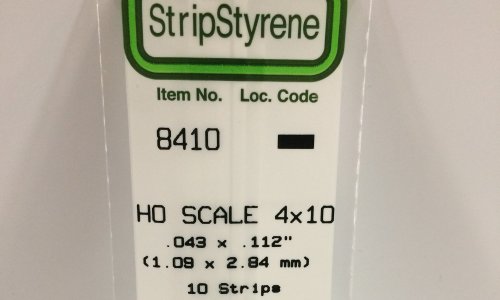 StripStyrene
Item No. Loc. Code
8410
HO SCALE 4x10
.043 x .112"
(1.09 x 2.84 mm)
10 Strips